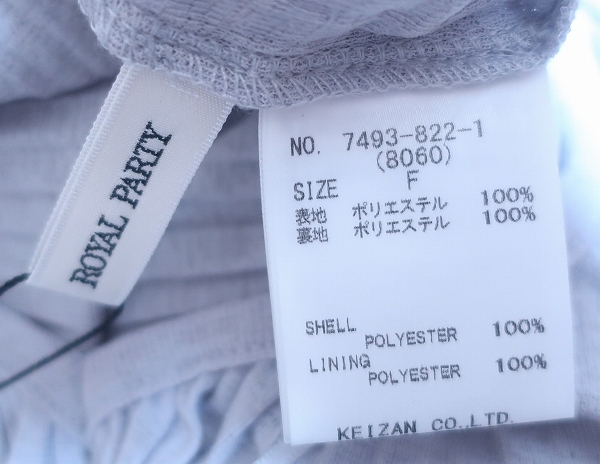 ROYAL PARTY
NO. 7493-822-1
(8060)
SIZE F
表地 ポリエステル 100%
裏地 ポリエステル 100%
SHELL
POLYESTER 100%
LINING
POLYESTER 100%
KEIZAN CO.,LTD.